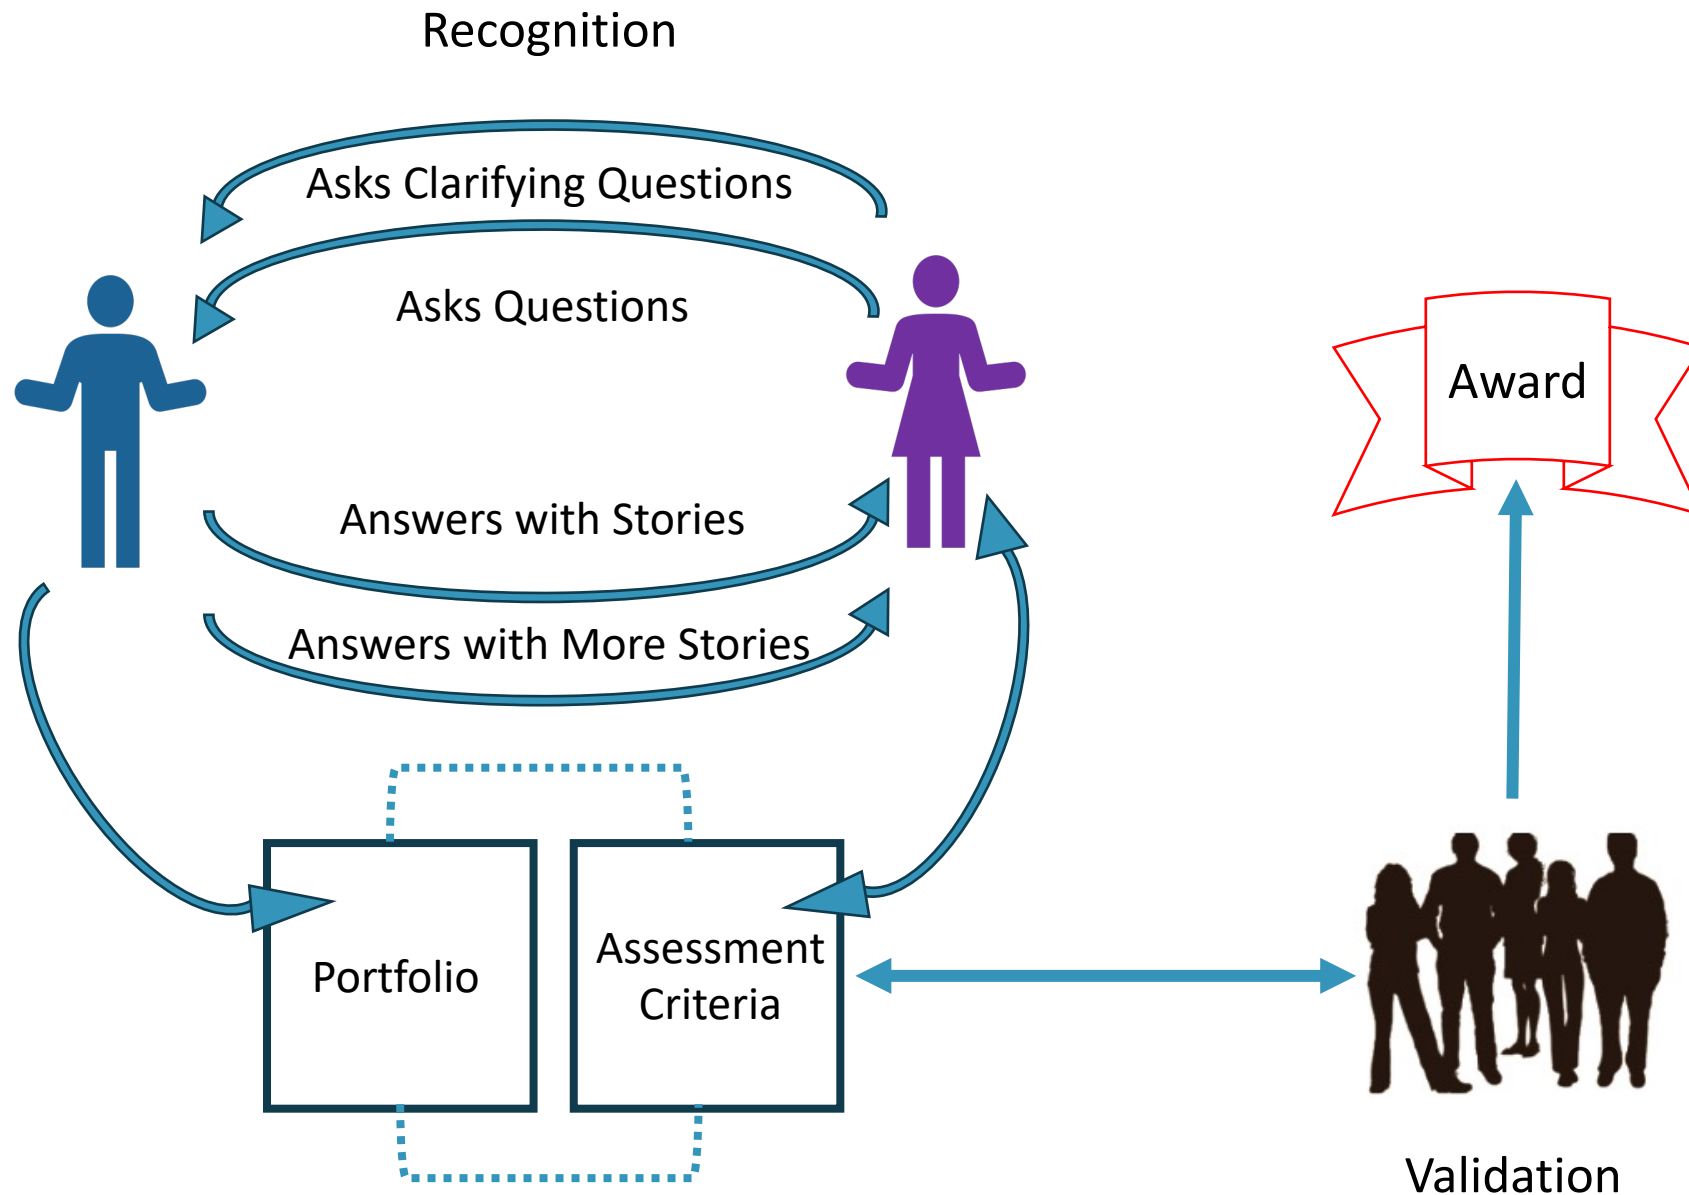 Recognition
Asks Clarifying Questions
Asks Questions
Award
Answers with Stories
Answers with More Stories
Portfolio
Assessment
Criteria
Validation